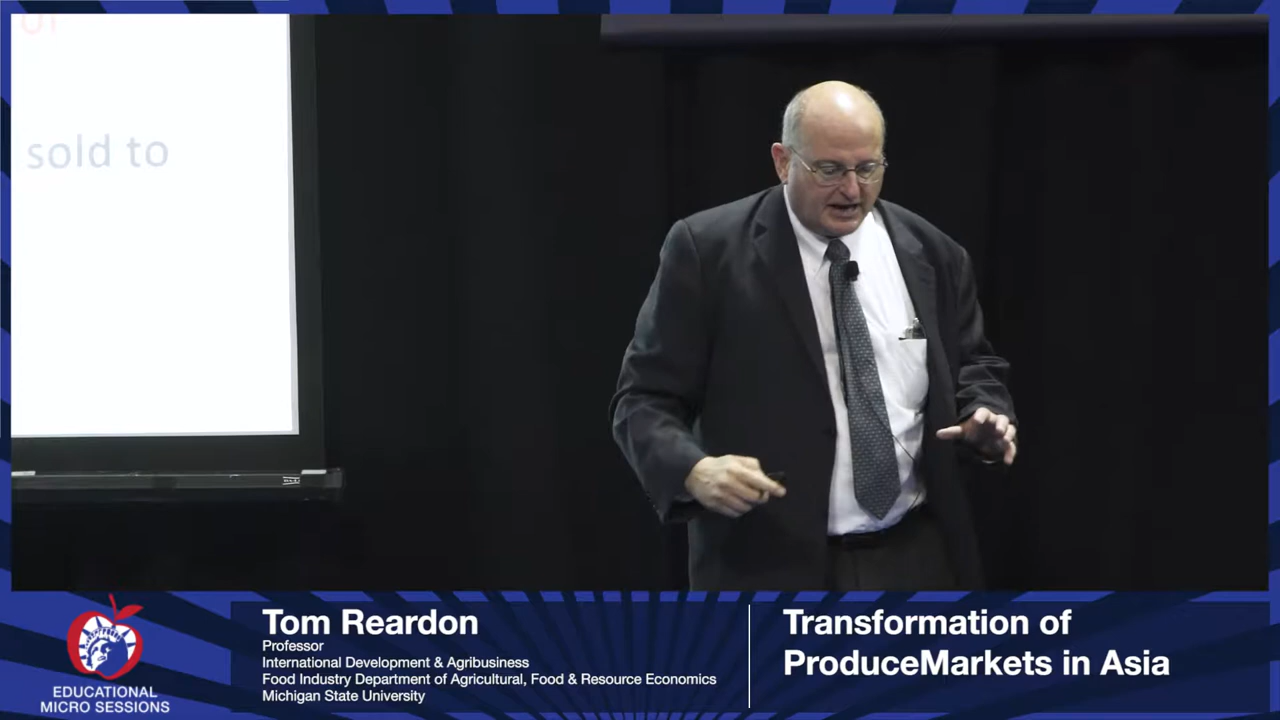 sold to
Tom Reardon
Professor
International Development & Agribusiness
Food Industry Department of Agricultural, Food & Resource Economics
Michigan State University
Transformation of
ProduceMarkets in Asia
EDUCATIONAL
MICRO SESSIONS